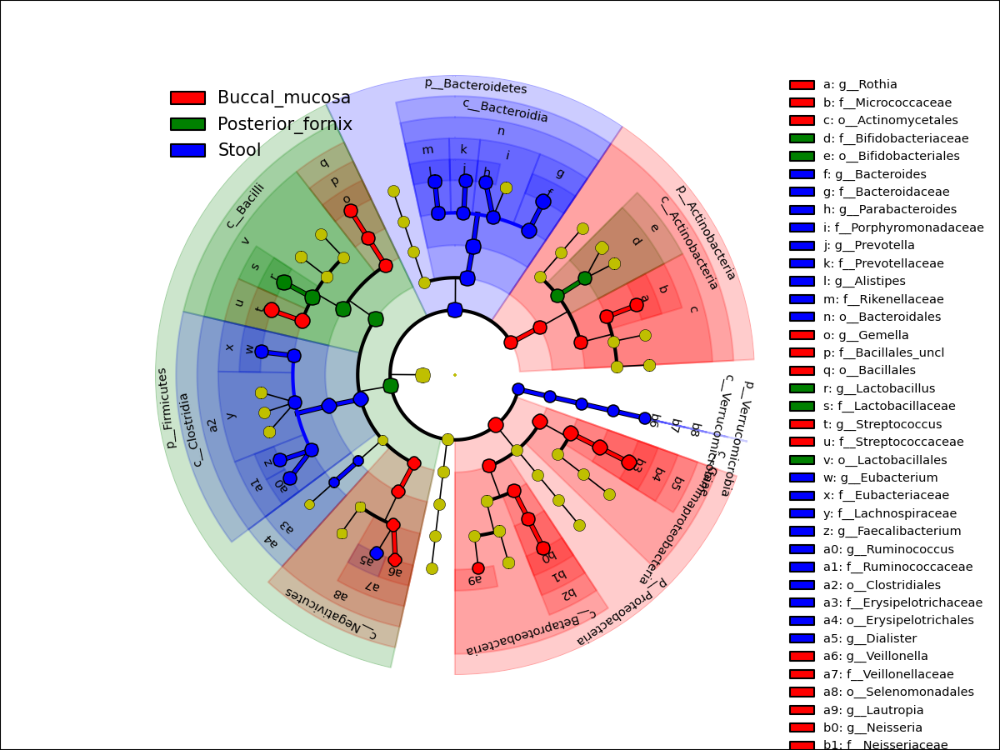 Buccal_mucosa
Posterior_fornix
Stool
p__Bacteroidetes
c__Bacteroidia
n
m
k
i
g
l
j
h
f
p__Actinobacteria
c__Actinobacteria
e
d
c
b
a
q
p
o
c__Bacilli
v
s
r
u
t
x
w
y
a2
z
a0
a1
p__Firmicutes
c__Clostridia
a3
a4
a5
a6
a7
a8
c__Negativicutes
a9
b0
b1
b2
c__Betaproteobacteria
p__Proteobacteria
b3
b4
b5
c__Gammaproteobacteria
b6
b7
b8
c__Verrucomicrobiae
p__Verrucomicrobia
a: g__Rothia
b: f__Micrococcaceae
c: o__Actinomycetales
d: f__Bifidobacteriaceae
e: o__Bifidobacteriales
f: g__Bacteroides
g: f__Bacteroidaceae
h: g__Parabacteroides
i: f__Porphyromonadaceae
j: g__Prevotella
k: f__Prevotellaceae
l: g__Alistipes
m: f__Rikenellaceae
n: o__Bacteroidales
o: g__Gemella
p: f__Bacillales_uncl
q: o__Bacillales
r: g__Lactobacillus
s: f__Lactobacillaceae
t: g__Streptococcus
u: f__Streptococcaceae
v: o__Lactobacillales
w: g__Eubacterium
x: f__Eubacteriaceae
y: f__Lachnospiraceae
z: g__Faecalibacterium
a0: g__Ruminococcus
a1: f__Ruminococcaceae
a2: o__Clostridiales
a3: f__Erysipelotrichaceae
a4: o__Erysipelotrichales
a5: g__Dialister
a6: g__Veillonella
a7: f__Veillonellaceae
a8: o__Selenomonadales
a9: g__Lautropia
b0: g__Neisseria
b1: f__Neisseriaceae